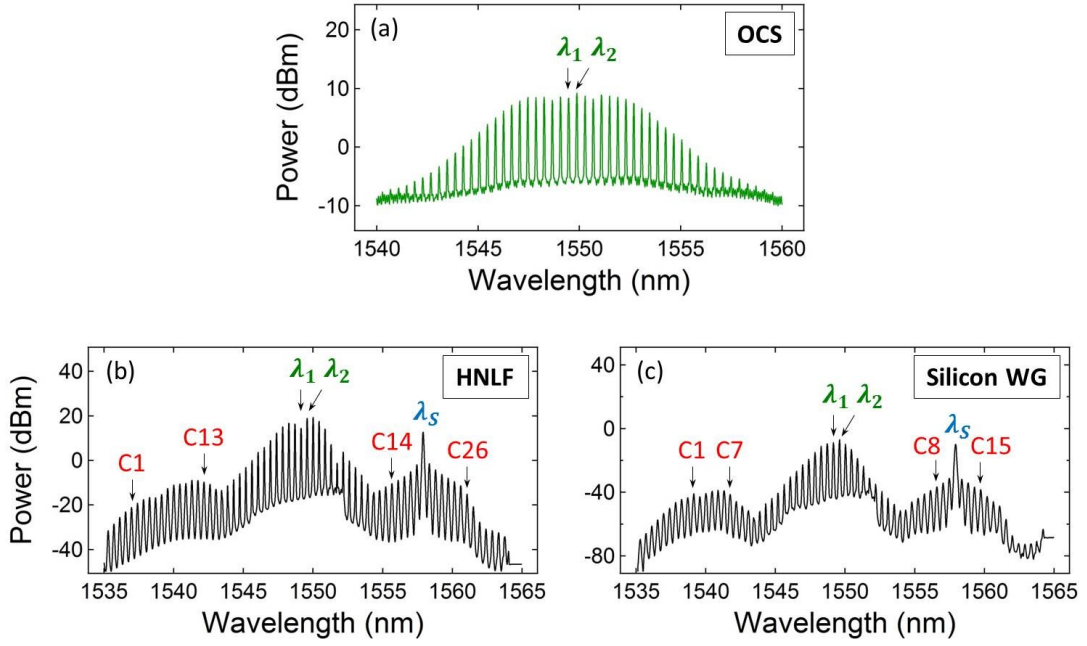 (a)
OCS
λ1 λ2
Power (dBm)
20
10
0
-10
1540 1545 1550 1555 1560
Wavelength (nm)
(b)
HNLF
λ1 λ2
λS
C1
C13
C14
C26
Power (dBm)
40
20
0
-20
-40
1535 1540 1545 1550 1555 1560 1565
Wavelength (nm)
(c)
Silicon WG
λ1 λ2
λS
C1 C7
C8
C15
40
0
-40
-80
1535 1540 1545 1550 1555 1560 1565
Wavelength (nm)